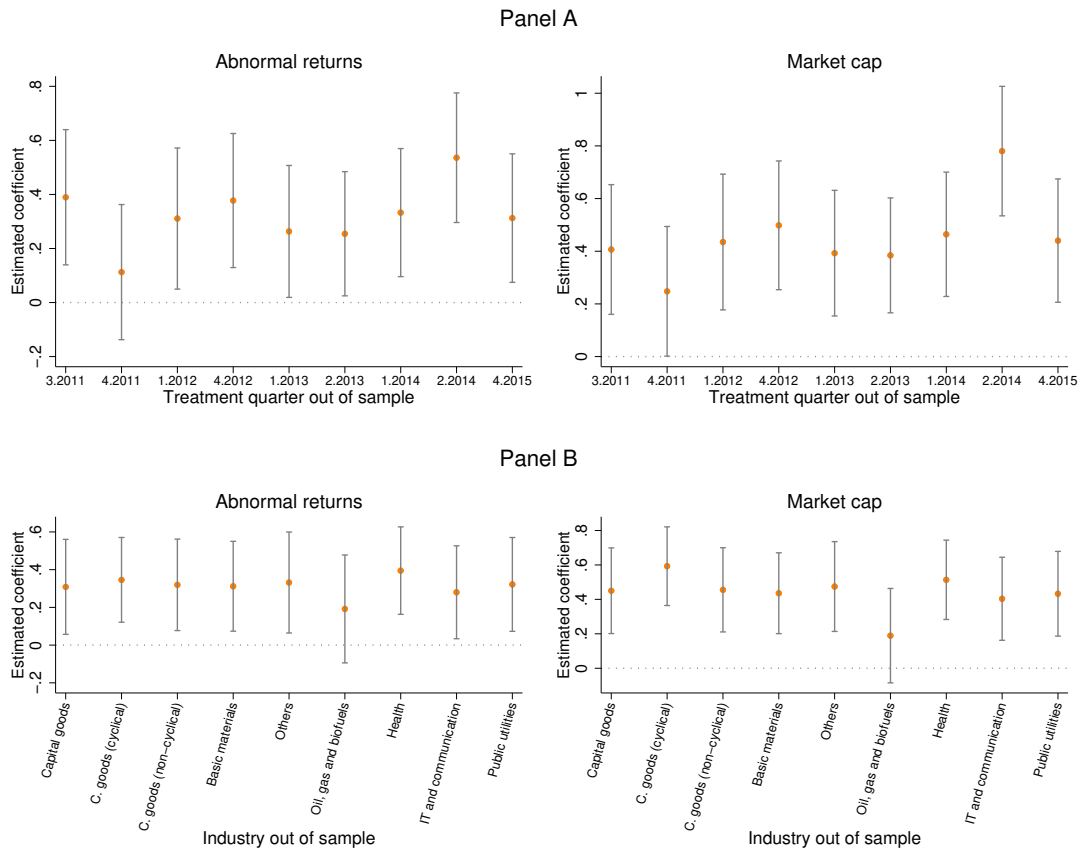 Panel A
Abnormal returns
Estimated coefficient
.8
.6
.4
.2
0
-.2
3.2011 4.2011 1.2012 4.2012 1.2013 2.2013 1.2014 2.2014 4.2015
Treatment quarter out of sample
Market cap
Estimated coefficient
1
.8
.6
.4
.2
0
3.2011 4.2011 1.2012 4.2012 1.2013 2.2013 1.2014 2.2014 4.2015
Treatment quarter out of sample
Panel B
Abnormal returns
Estimated coefficient
.6
.4
.2
0
-.2
Capital goods
C. goods (cyclical)
C. goods (non-cyclical)
Basic materials
Others
Oil, gas and biofuels
Health
IT and communication
Public utilities
Industry out of sample
Market cap
Estimated coefficient
.8
.6
.4
.2
0
Capital goods
C. goods (cyclical)
C. goods (non-cyclical)
Basic materials
Others
Oil, gas and biofuels
Health
IT and communication
Public utilities
Industry out of sample